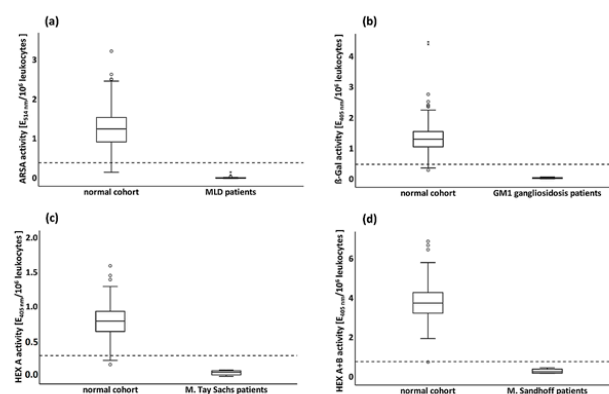 (a)
ARSA activity [E514 nm/10⁶ leukocytes]
3
2
1
0
normal cohort MLD patients
(b)
ß-Gal activity [E405 nm/10⁶ leukocytes]
4
3
2
1
0
normal cohort GM1 gangliosidosis patients
(c)
HEX A activity [E405 nm/10⁶ leukocytes]
2.0
1.5
1.0
0.5
0.0
normal cohort M. Tay Sachs patients
(d)
HEX A+B activity [E405 nm/10⁶ leukocytes]
6
4
2
0
normal cohort M. Sandhoff patients